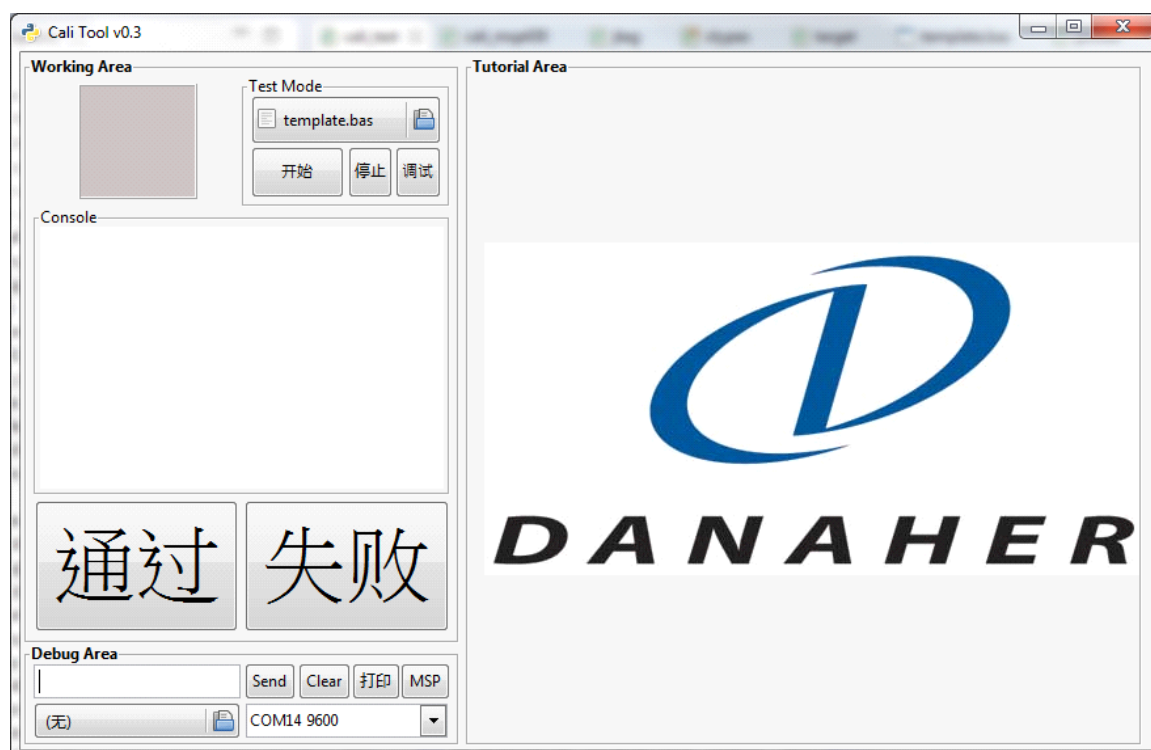 Cali Tool v0.3
Working Area
Test Mode
template.bas
开始 停止 调试
Console
通过 失败
Debug Area
Send Clear 打印 MSP
(无) COM14 9600
Tutorial Area
DANAHER